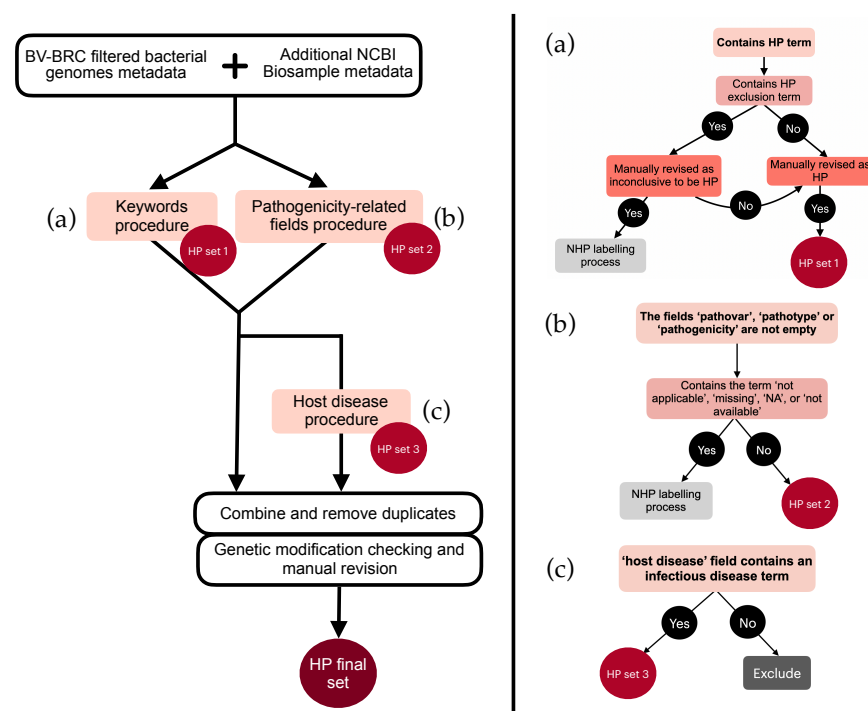 BV-BRC filtered bacterial
genomes metadata
+
Additional NCBI
Biosample metadata
(a)
Keywords
procedure
HP set 1
Pathogenicity-related
fields procedure
(b)
HP set 2
Host disease
procedure
(c)
HP set 3
Combine and remove duplicates
Genetic modification checking and
manual revision
HP final
set
(a)
Contains HP term
Contains HP
exclusion term
Yes
No
Manually revised as
inconclusive to be HP
Manually revised as
HP
Yes
No
Yes
NHP labelling
process
HP set 1
(b)
The fields ‘pathovar’, ‘pathotype’ or
‘pathogenicity’ are not empty
Contains the term ‘not
applicable’, ‘missing’, ‘NA’, or ‘not
available’
Yes
No
NHP labelling
process
HP set 2
(c)
‘host disease’ field contains an
infectious disease term
Yes
No
HP set 3
Exclude